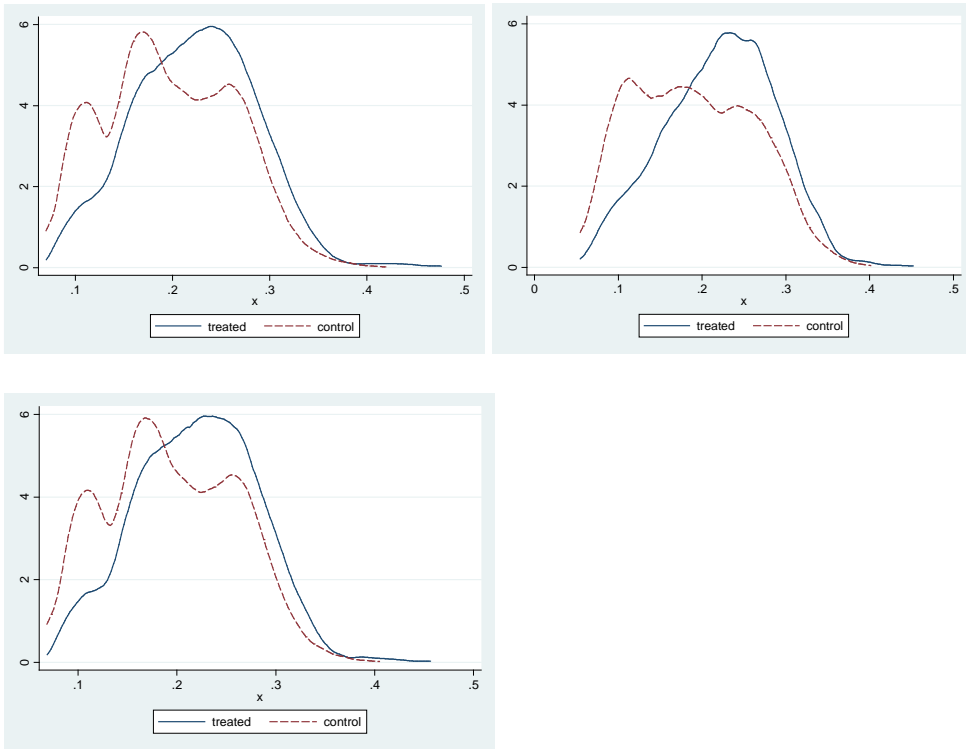 6
4
2
0
.1 .2 .3 .4 .5
x
treated control
6
4
2
0
0 .1 .2 .3 .4 .5
x
treated control
6
4
2
0
.1 .2 .3 .4 .5
x
treated control